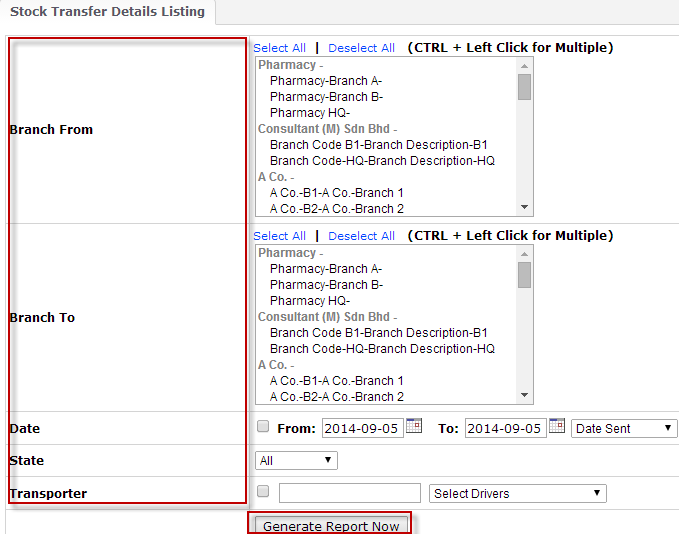 Stock Transfer Details Listing
Select All | Deselect All (CTRL + Left Click for Multiple)
Branch From
Pharmacy -
Pharmacy-Branch A-
Pharmacy-Branch B-
Pharmacy HQ-
Consultant (M) Sdn Bhd -
Branch Code B1-Branch Description-B1
Branch Code-HQ-Branch Description-HQ
A Co. -
A Co.-B1-A Co.-Branch 1
A Co.-B2-A Co.-Branch 2
Select All | Deselect All (CTRL + Left Click for Multiple)
Branch To
Pharmacy -
Pharmacy-Branch A-
Pharmacy-Branch B-
Pharmacy HQ-
Consultant (M) Sdn Bhd -
Branch Code B1-Branch Description-B1
Branch Code-HQ-Branch Description-HQ
A Co. -
A Co.-B1-A Co.-Branch 1
A Co.-B2-A Co.-Branch 2
Date From: 2014-09-05 To: 2014-09-05 Date Sent
State All
Transporter Select Drivers
Generate Report Now